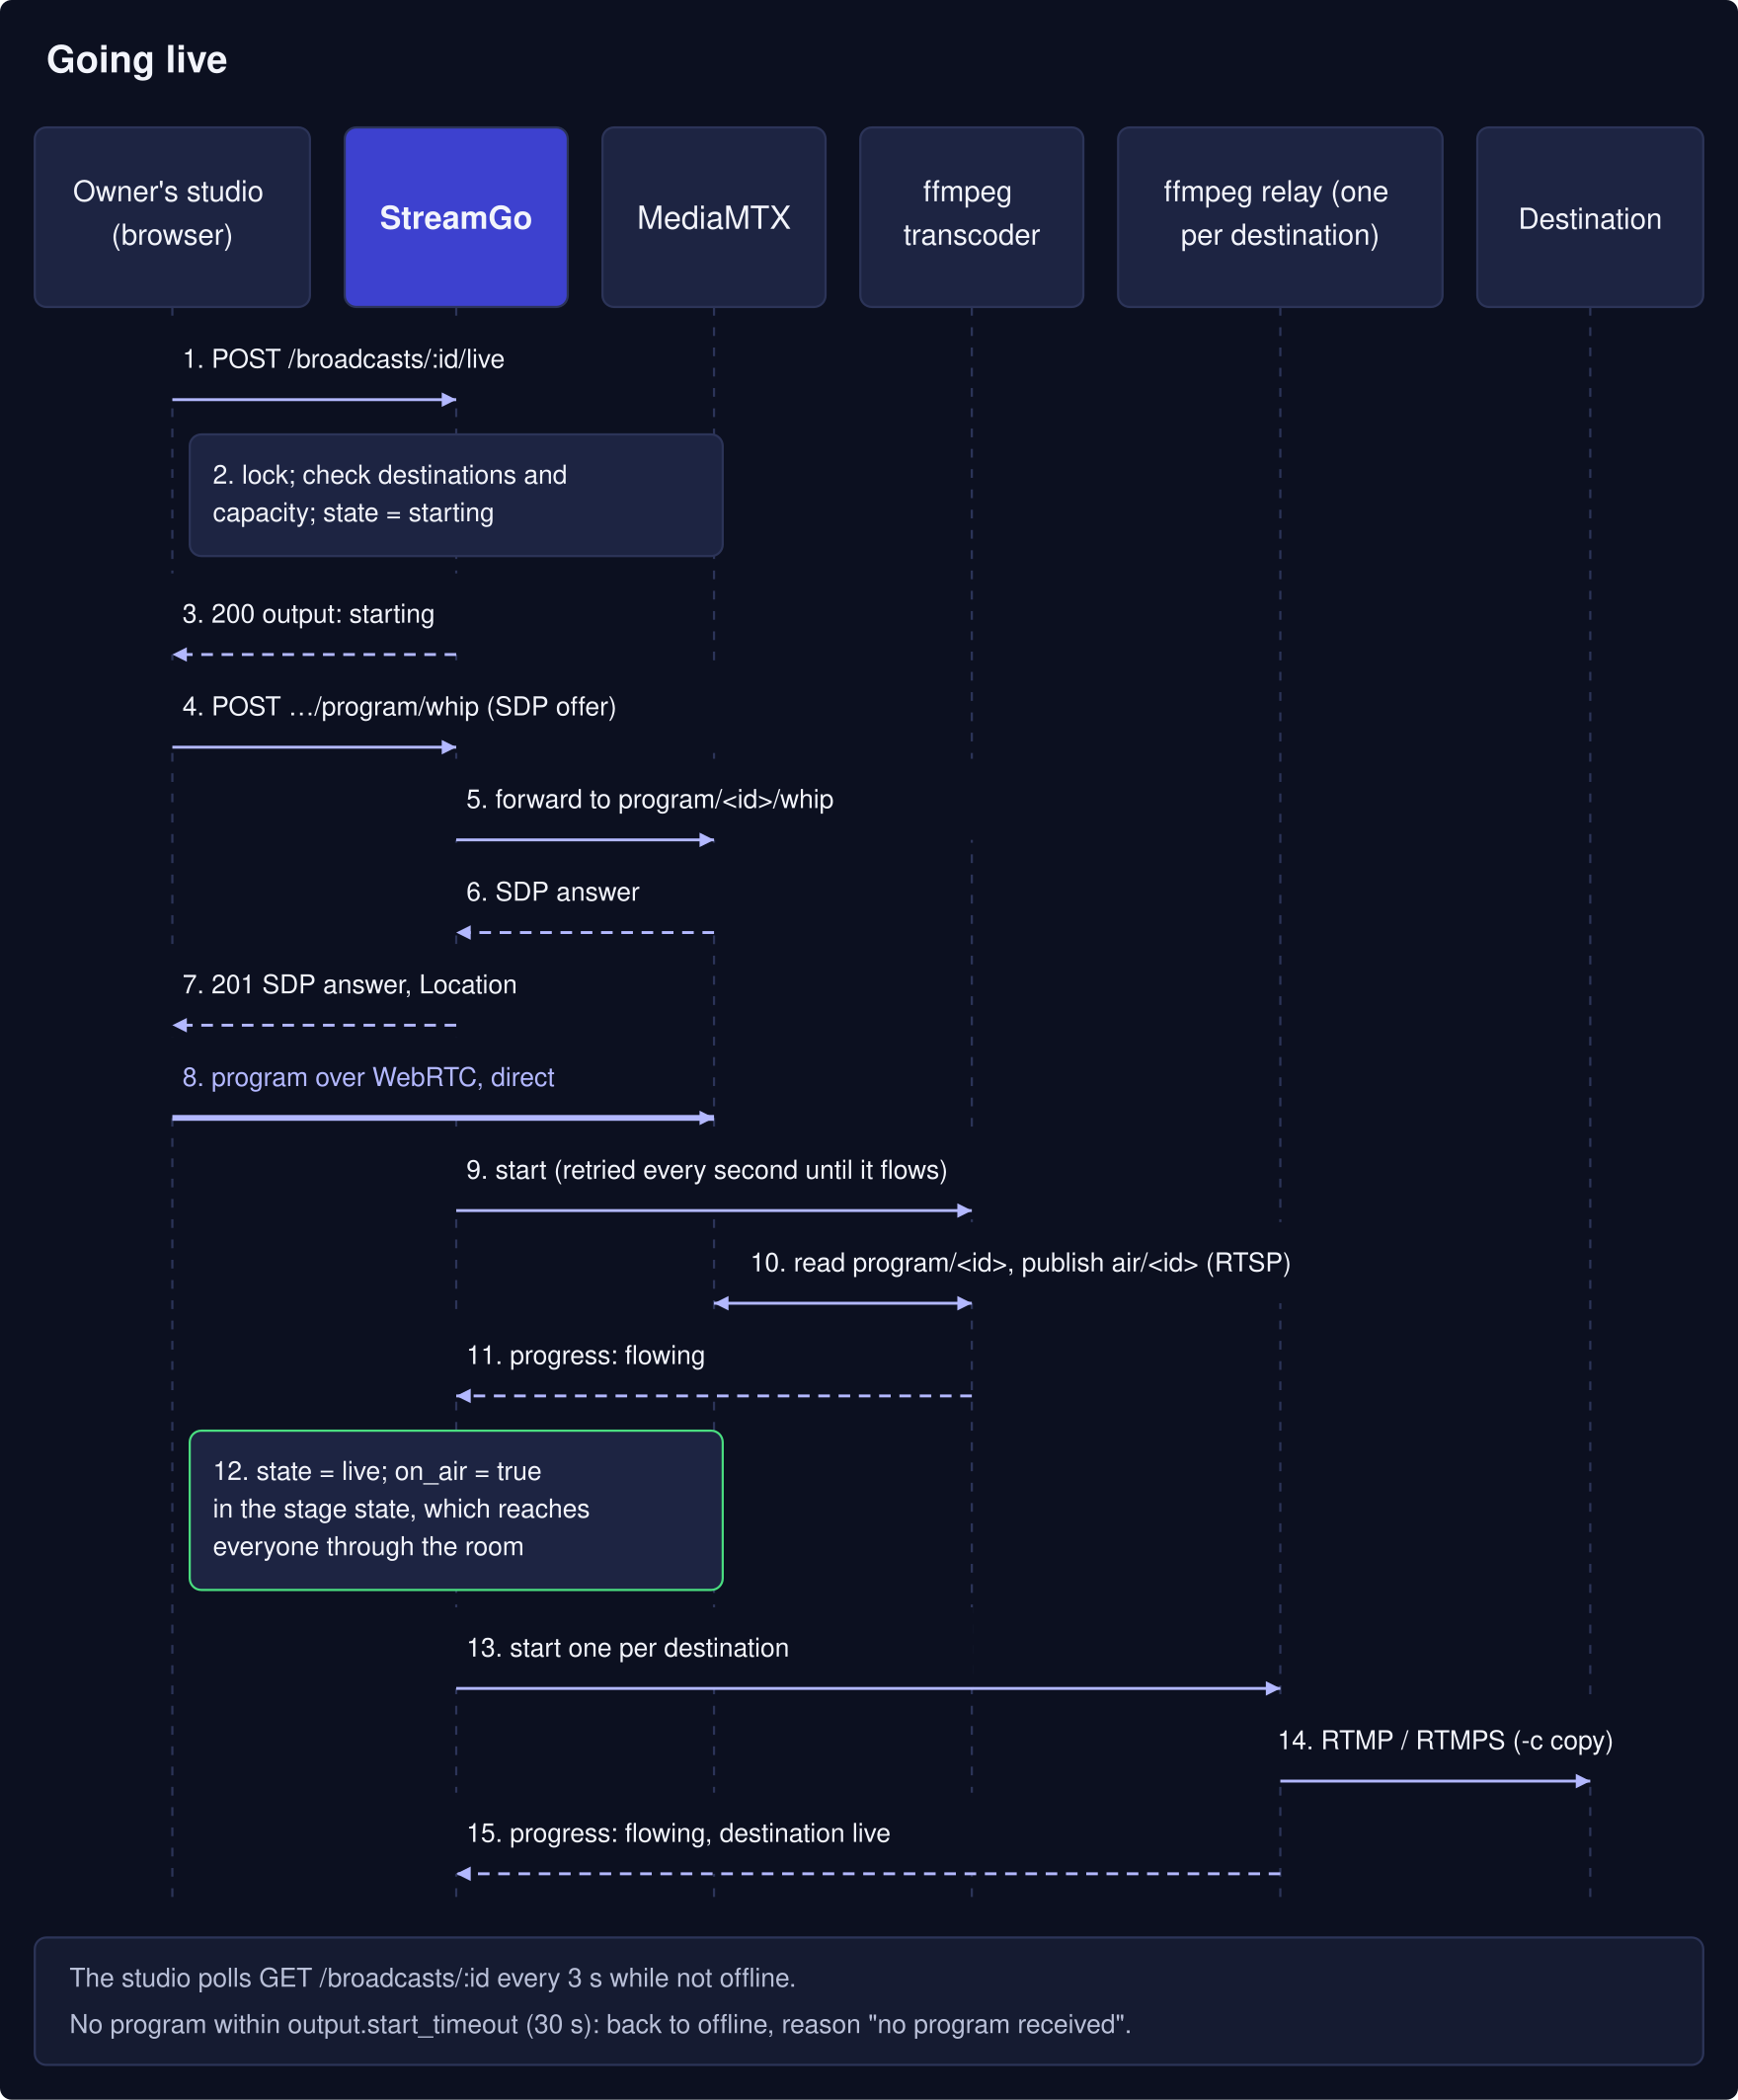 Going live
Owner's studio
(browser)
StreamGo
MediaMTX
ffmpeg
transcoder
ffmpeg relay (one
per destination)
Destination
1. POST /broadcasts/:id/live
2. lock; check destinations and
capacity; state = starting
3. 200 output: starting
4. POST …/program/whip (SDP offer)
5. forward to program/<id>/whip
6. SDP answer
7. 201 SDP answer, Location
8. program over WebRTC, direct
9. start (retried every second until it flows)
10. read program/<id>, publish air/<id> (RTSP)
11. progress: flowing
12. state = live; on_air = true
in the stage state, which reaches
everyone through the room
13. start one per destination
14. RTMP / RTMPS (-c copy)
15. progress: flowing, destination live
The studio polls GET /broadcasts/:id every 3 s while not offline.
No program within output.start_timeout (30 s): back to offline, reason "no program received".